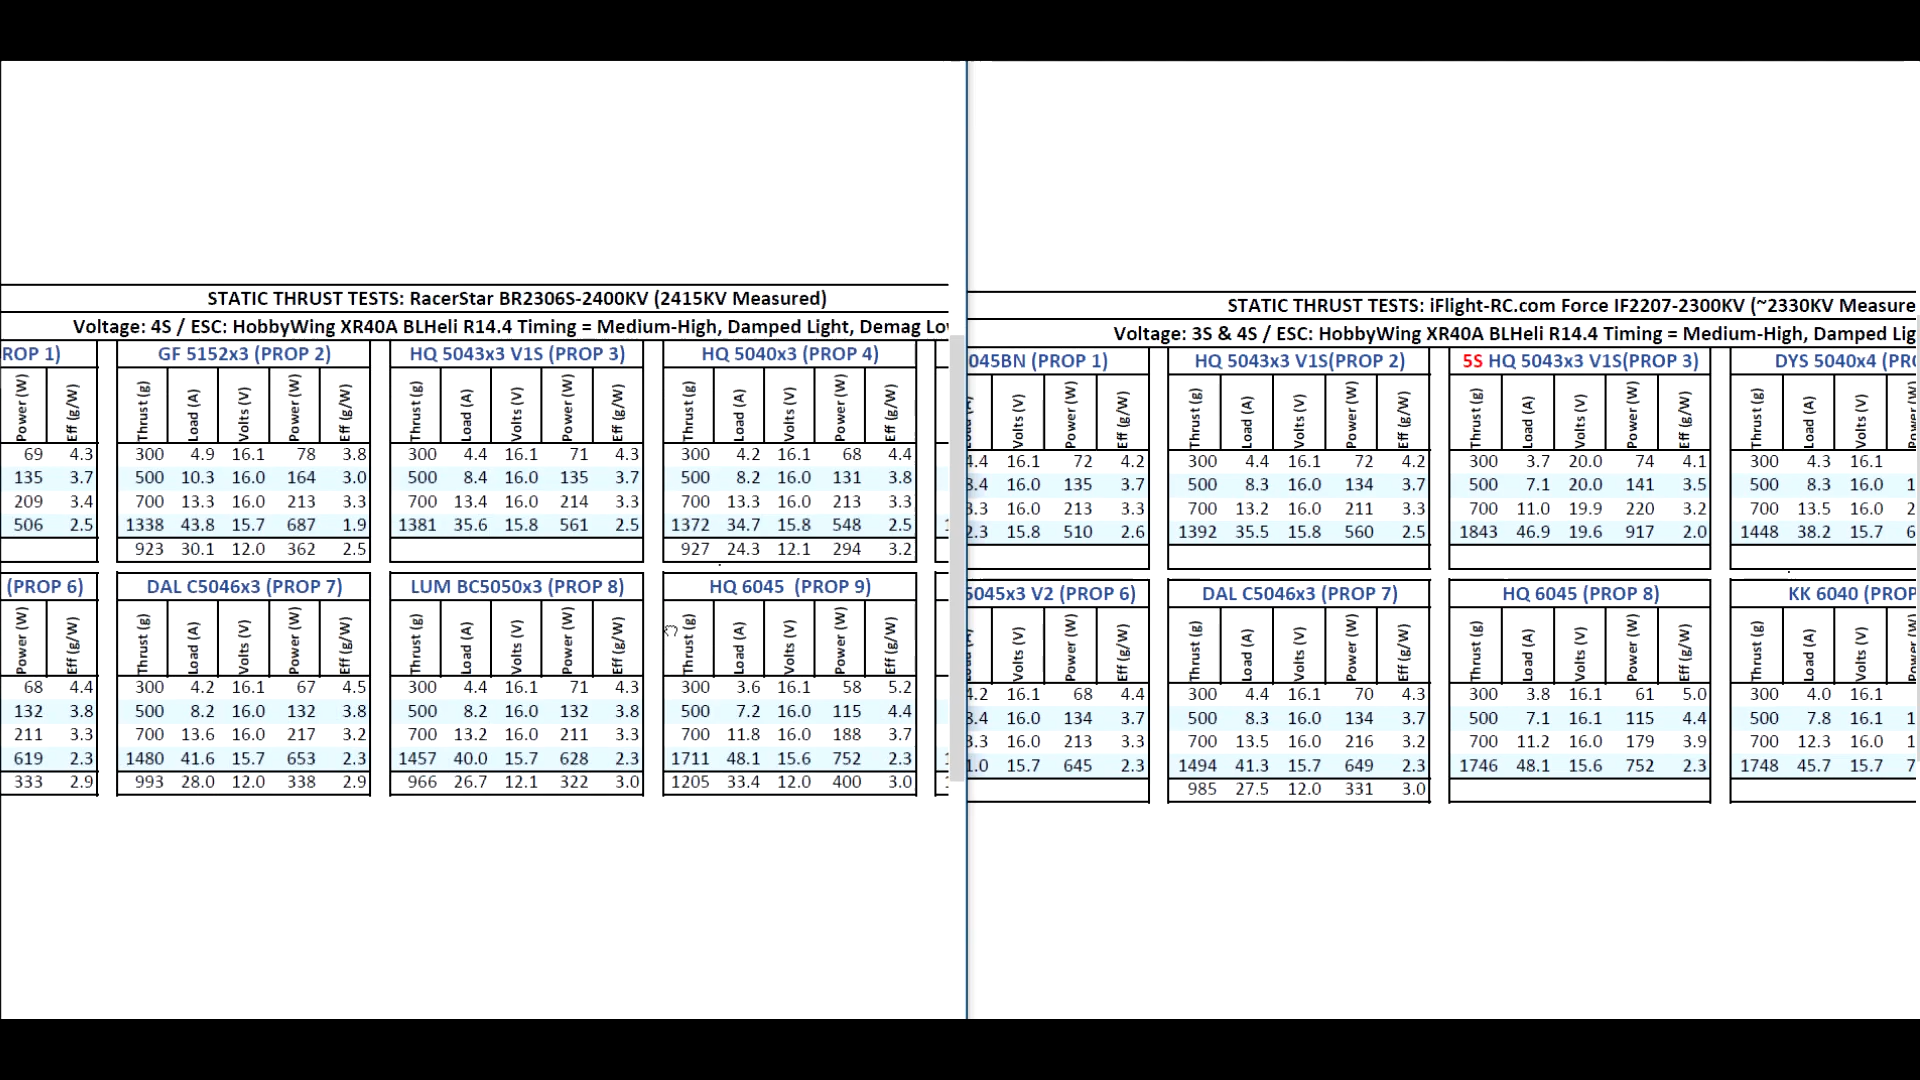 STATIC THRUST TESTS: RacerStar BR2306S-2400KV (2415KV Measured)
Voltage: 4S / ESC: HobbyWing XR40A BLHeli R14.4 Timing = Medium-High, Damped Light, Demag Lo
ROP 1) GF 5152x3 (PROP 2) HQ 5043x3 V1S (PROP 3) HQ 5040x3 (PROP 4)
Power (W) Eff (g/W) Thrust (g) Load (A) Volts (V) Power (W) Eff (g/W) Thrust (g) Load (A) Volts (V) Power (W) Eff (g/W) Thrust (g) Load (A) Volts (V) Power (W) Eff (g/W)
69 4.3 300 4.9 16.1 78 3.8 300 4.4 16.1 71 4.3 300 4.2 16.1 68 4.4
135 3.7 500 10.3 16.0 164 3.0 500 8.4 16.0 135 3.7 500 8.2 16.0 131 3.8
209 3.4 700 13.3 16.0 213 3.3 700 13.4 16.0 214 3.3 700 13.3 16.0 213 3.3
506 2.5 1338 43.8 15.7 687 1.9 1381 35.6 15.8 561 2.5 1372 34.7 15.8 548 2.5
923 30.1 12.0 362 2.5 927 24.3 12.1 294 3.2
(PROP 6) DAL C5046x3 (PROP 7) LUM BC5050x3 (PROP 8) HQ 6045 (PROP 9)
Power (W) Eff (g/W) Thrust (g) Load (A) Volts (V) Power (W) Eff (g/W) Thrust (g) Load (A) Volts (V) Power (W) Eff (g/W) Thrust (g) Load (A) Volts (V) Power (W) Eff (g/W)
68 4.4 300 4.2 16.1 67 4.5 300 4.4 16.1 71 4.3 300 3.6 16.1 58 5.2
132 3.8 500 8.2 16.0 132 3.8 500 8.2 16.0 132 3.8 500 7.2 16.0 115 4.4
211 3.3 700 13.6 16.0 217 3.2 700 13.2 16.0 211 3.3 700 11.8 16.0 188 3.7
619 2.3 1480 41.6 15.7 653 2.3 1457 40.0 15.7 628 2.3 1711 48.1 15.6 752 2.3
333 2.9 993 28.0 12.0 338 2.9 966 26.7 12.1 322 3.0 1205 33.4 12.0 400 3.0
STATIC THRUST TESTS: iFlight-RC.com Force IF2207-2300KV (~2330KV Measure
Voltage: 3S & 4S / ESC: HobbyWing XR40A BLHeli R14.4 Timing = Medium-High, Damped Lig
045BN (PROP 1) HQ 5043x3 V1S(PROP 2) 5S HQ 5043x3 V1S(PROP 3) DYS 5040x4 (PR
Volts (V) Power (W) Eff (g/W) Thrust (g) Load (A) Volts (V) Power (W) Eff (g/W) Thrust (g) Load (A) Volts (V) Power (W) Eff (g/W) Thrust (g) Load (A) Volts (V)
4.4 16.1 72 4.2 300 4.4 16.1 72 4.2 300 3.7 20.0 74 4.1 300 4.3 16.1
8.4 16.0 135 3.7 500 8.3 16.0 134 3.7 500 7.1 20.0 141 3.5 500 8.3 16.0 1
3.3 16.0 211 3.3 700 13.2 16.0 211 3.3 700 11.0 19.9 220 3.2 700 13.5 16.0 2
2.3 15.8 510 2.6 1392 35.5 15.8 560 2.5 1843 46.9 19.6 917 2.0 1448 38.2 15.7 6
5045x3 V2 (PROP 6) DAL C5046x3 (PROP 7) HQ 6045 (PROP 8) KK 6040 (PROP
Volts (V) Power (W) Eff (g/W) Thrust (g) Load (A) Volts (V) Power (W) Eff (g/W) Thrust (g) Load (A) Volts (V) Power (W) Eff (g/W) Thrust (g) Load (A) Volts (V)
4.2 16.1 68 4.4 300 4.4 16.1 70 4.3 300 3.8 16.1 61 5.0 300 4.0 16.1
8.4 16.0 134 3.7 500 8.3 16.0 134 3.7 500 7.1 16.1 115 4.4 500 7.8 16.1 1
3.3 16.0 213 3.3 700 13.5 16.0 216 3.2 700 11.2 16.0 179 3.9 700 12.3 16.0 1
1.0 15.7 645 2.3 1494 41.3 15.7 649 2.3 1746 48.1 15.6 752 2.3 1748 45.7 15.7 7
985 27.5 12.0 331 3.0